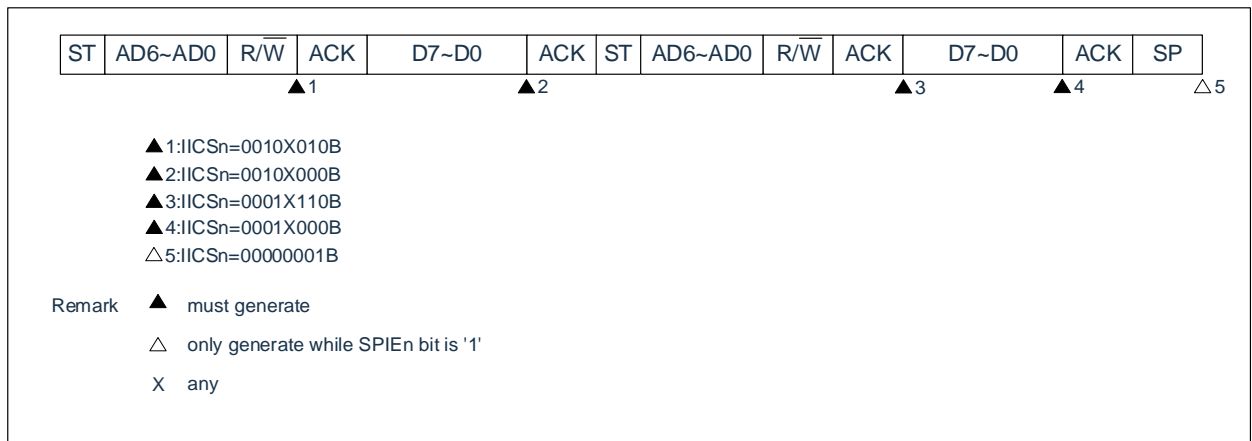 ST AD6~AD0 R/W̅ ACK D7~D0 ACK ST AD6~AD0 R/W̅ ACK D7~D0 ACK SP
▲1 ▲2 ▲3 ▲4 △5
▲1:IICSn=0010X010B
▲2:IICSn=0010X000B
▲3:IICSn=0001X110B
▲4:IICSn=0001X000B
△5:IICSn=00000001B
Remark ▲ must generate
△ only generate while SPIEn bit is '1'
X any